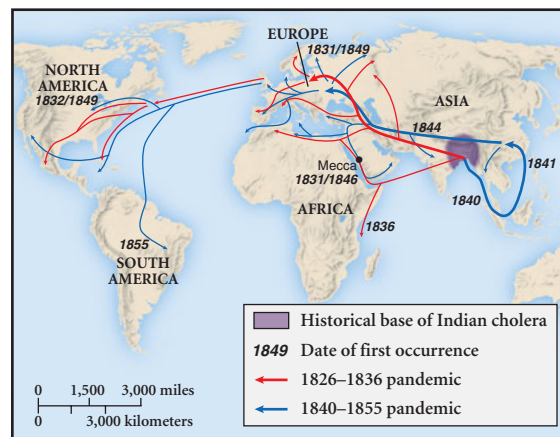 EUROPE
1831/1849
NORTH
AMERICA
1832/1849
ASIA
1844
1841
Mecca
1831/1846
1840
AFRICA
1836
1855
SOUTH
AMERICA
Historical base of Indian cholera
1849 Date of first occurrence
1826–1836 pandemic
1840–1855 pandemic
0 1,500 3,000 miles
0 3,000 kilometers